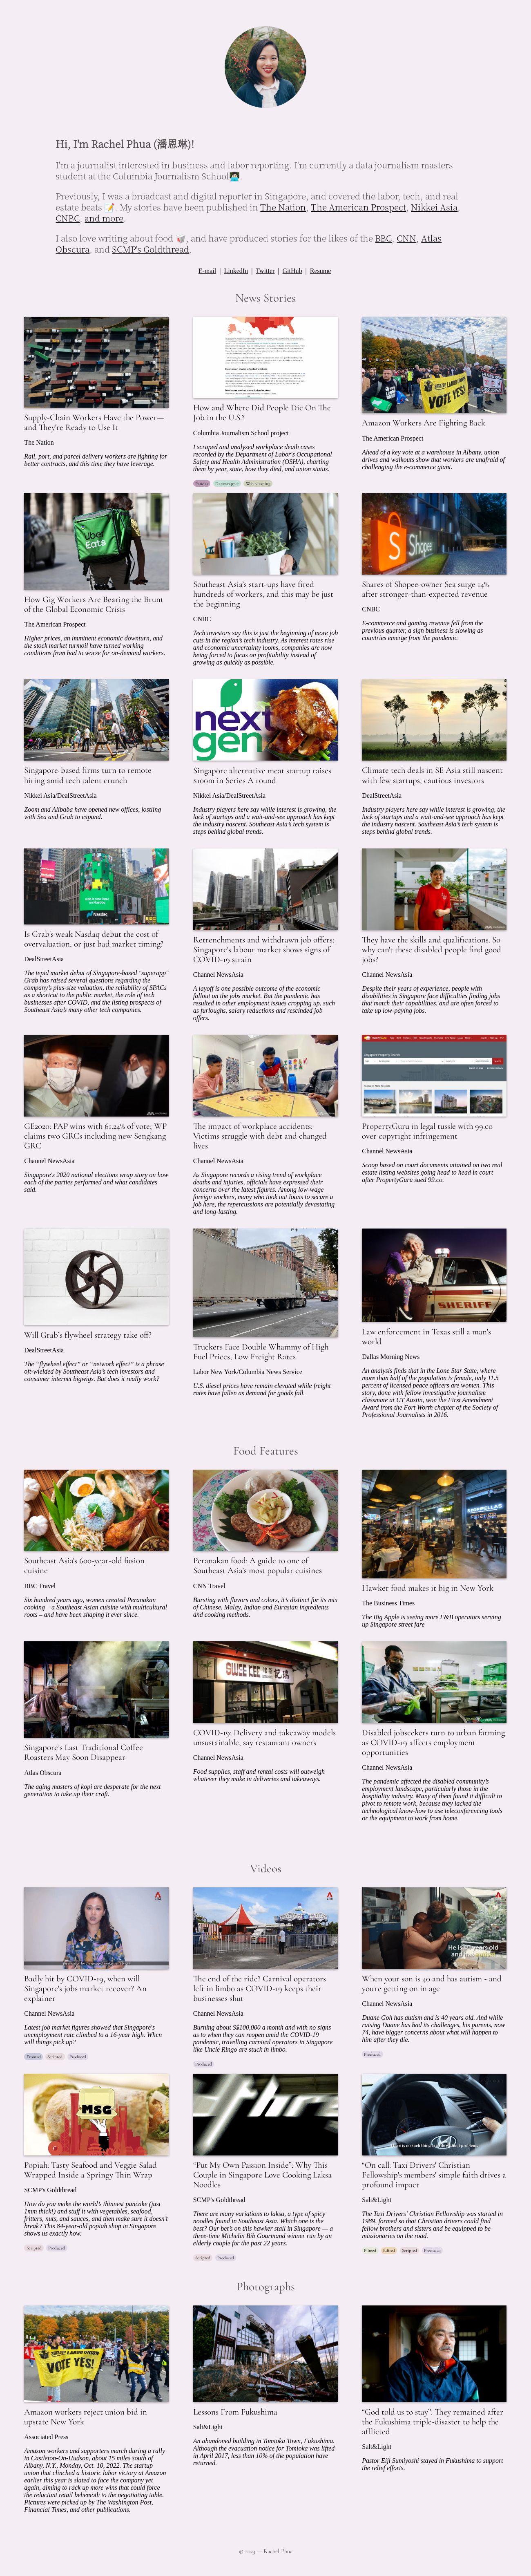 Hi, I'm Rachel Phua (潘恩琳)!
I'm a journalist interested in business and labor reporting. I'm currently a data journalism masters
student at the Columbia Journalism School👩🏻‍💻.
Previously, I was a broadcast and digital reporter in Singapore, and covered the labor, tech, and real
estate beats 📝. My stories have been published in The Nation, The American Prospect, Nikkei Asia,
CNBC, and more.
I also love writing about food 🥡, and have produced stories for the likes of the BBC, CNN, Atlas
Obscura, and SCMP's Goldthread.
E-mail | LinkedIn | Twitter | GitHub | Resume
News Stories
Supply-Chain Workers Have the Power—
and They're Ready to Use It
The Nation
Rail, port, and parcel delivery workers are fighting for
better contracts, and this time they have leverage.
How and Where Did People Die On The
Job in the U.S.?
Columbia Journalism School project
I scraped and analyzed workplace death cases
recorded by the Department of Labor's Occupational
Safety and Health Administration (OSHA), charting
them by year, state, how they died, and union status.
Pandas Datawrapper Web scraping
VOTE YES!
Amazon Workers Are Fighting Back
The American Prospect
Ahead of a key vote at a warehouse in Albany, union
drives and walkouts show that workers are unafraid of
challenging the e-commerce giant.
Uber
Eats
How Gig Workers Are Bearing the Brunt
of the Global Economic Crisis
The American Prospect
Higher prices, an imminent economic downturn, and
the stock market turmoil have turned working
conditions from bad to worse for on-demand workers.
Southeast Asia's start-ups have fired
hundreds of workers, and this may be just
the beginning
CNBC
Tech investors say this is just the beginning of more job
cuts in the region's tech industry. As interest rates rise
and economic uncertainty looms, companies are now
being forced to focus on profitability instead of
growing as quickly as possible.
Shopee
Shares of Shopee-owner Sea surge 14%
after stronger-than-expected revenue
CNBC
E-commerce and gaming revenue fell from the
previous quarter, a sign business is slowing as
countries emerge from the pandemic.
Singapore-based firms turn to remote
hiring amid tech talent crunch
Nikkei Asia/DealStreetAsia
Zoom and Alibaba have opened new offices, jostling
with Sea and Grab to expand.
next
gen
Singapore alternative meat startup raises
$100m in Series A round
Nikkei Asia/DealStreetAsia
Industry players here say while interest is growing, the
lack of startups and a wait-and-see approach has kept
the industry nascent. Southeast Asia's tech system is
steps behind global trends.
Climate tech deals in SE Asia still nascent
with few startups, cautious investors
DealStreetAsia
Industry players here say while interest is growing, the
lack of startups and a wait-and-see approach has kept
the industry nascent. Southeast Asia's tech system is
steps behind global trends.
Nasdaq
Is Grab's weak Nasdaq debut the cost of
overvaluation, or just bad market timing?
DealStreetAsia
The tepid market debut of Singapore-based "superapp"
Grab has raised several questions regarding the
company's plus-size valuation, the reliability of SPACs
as a shortcut to the public market, the role of tech
businesses after COVID, and the listing prospects of
Southeast Asia's many other tech companies.
Retrenchments and withdrawn job offers:
Singapore's labour market shows signs of
COVID-19 strain
Channel NewsAsia
A layoff is one possible outcome of the economic
fallout on the jobs market. But the pandemic has
resulted in other employment issues cropping up, such
as furloughs, salary reductions and rescinded job
offers.
They have the skills and qualifications. So
why can't these disabled people find good
jobs?
Channel NewsAsia
Despite their years of experience, people with
disabilities in Singapore face difficulties finding jobs
that match their capabilities, and are often forced to
take up low-paying jobs.
GE2020: PAP wins with 61.24% of vote; WP
claims two GRCs including new Sengkang
GRC
Channel NewsAsia
Singapore's 2020 national elections wrap story on how
each of the parties performed and what candidates
said.
The impact of workplace accidents:
Victims struggle with debt and changed
lives
Channel NewsAsia
As Singapore records a rising trend of workplace
deaths and injuries, officials have expressed their
concerns over the latest figures. Among low-wage
foreign workers, many who took out loans to secure a
job here, the repercussions are potentially devastating
and long-lasting.
PropertyGuru in legal tussle with 99.co
over copyright infringement
Channel NewsAsia
Scoop based on court documents attained on two real
estate listing websites going head to head in court
after PropertyGuru sued 99.co.
Will Grab's flywheel strategy take off?
DealStreetAsia
The “flywheel effect” or “network effect” is a phrase
oft-wielded by Southeast Asia's tech investors and
consumer internet bigwigs. But does it really work?
Truckers Face Double Whammy of High
Fuel Prices, Low Freight Rates
Labor New York/Columbia News Service
U.S. diesel prices have remain elevated while freight
rates have fallen as demand for goods fall.
SHERIFF
Law enforcement in Texas still a man's
world
Dallas Morning News
An analysis finds that in the Lone Star State, where
more than half of the population is female, only 11.5
percent of licensed peace officers are women. This
story, done with fellow investigative journalism
classmate at UT Austin, won the First Amendment
Award from the Fort Worth chapter of the Society of
Professional Journalists in 2016.
Food Features
Southeast Asia's 600-year-old fusion
cuisine
BBC Travel
Six hundred years ago, women created Peranakan
cooking – a Southeast Asian cuisine with multicultural
roots – and have been shaping it ever since.
Peranakan food: A guide to one of
Southeast Asia's most popular cuisines
CNN Travel
Bursting with flavors and colors, it's distinct for its mix
of Chinese, Malay, Indian and Eurasian ingredients
and cooking methods.
Hawker food makes it big in New York
The Business Times
The Big Apple is seeing more F&B operators serving
up Singapore street fare
Singapore's Last Traditional Coffee
Roasters May Soon Disappear
Atlas Obscura
The aging masters of kopi are desperate for the next
generation to take up their craft.
SWEE KEE
COVID-19: Delivery and takeaway models
unsustainable, say restaurant owners
Channel NewsAsia
Food supplies, staff and rental costs will outweigh
whatever they make in deliveries and takeaways.
Disabled jobseekers turn to urban farming
as COVID-19 affects employment
opportunities
Channel NewsAsia
The pandemic affected the disabled community's
employment landscape, particularly those in the
hospitality industry. Many of them found it difficult to
pivot to remote work, because they lacked the
technological know-how to use teleconferencing tools
or the equipment to work from home.
Videos
Badly hit by COVID-19, when will
Singapore's jobs market recover? An
explainer
Channel NewsAsia
Latest job market figures showed that Singapore's
unemployment rate climbed to a 16-year high. When
will things pick up?
Fronted Scripted Produced
The end of the ride? Carnival operators
left in limbo as COVID-19 keeps their
businesses shut
Channel NewsAsia
Burning about S$100,000 a month and with no signs
as to when they can reopen amid the COVID-19
pandemic, travelling carnival operators in Singapore
like Uncle Ringo are stuck in limbo.
Produced
When your son is 40 and has autism - and
you're getting on in age
Channel NewsAsia
Duane Goh has autism and is 40 years old. And while
raising Duane has had its challenges, his parents, now
74, have bigger concerns about what will happen to
him after they die.
Produced
MSG
Popiah: Tasty Seafood and Veggie Salad
Wrapped Inside a Springy Thin Wrap
SCMP's Goldthread
How do you make the world's thinnest pancake (just
1mm thick!) and stuff it with vegetables, seafood,
fritters, nuts, and sauces, and then make sure it doesn't
break? This 84-year-old popiah shop in Singapore
shows us exactly how.
Scripted Produced
“Put My Own Passion Inside”: Why This
Couple in Singapore Love Cooking Laksa
Noodles
SCMP's Goldthread
There are many variations to laksa, a type of spicy
noodles found in Southeast Asia. Which one is the
best? Our bet's on this hawker stall in Singapore — a
three-time Michelin Bib Gourmand winner run by an
elderly couple for the past 22 years.
Scripted Produced
“On call: Taxi Drivers' Christian
Fellowship's members' simple faith drives a
profound impact
Salt&Light
The Taxi Drivers' Christian Fellowship was started in
1989, formed so that Christian drivers could find
fellow brothers and sisters and be equipped to be
missionaries on the road.
Filmed Edited Scripted Produced
Photographs
VOTE YES!
Amazon workers reject union bid in
upstate New York
Associated Press
Amazon workers and supporters march during a rally
in Castleton-On-Hudson, about 15 miles south of
Albany, N.Y., Monday, Oct. 10, 2022. The startup
union that clinched a historic labor victory at Amazon
earlier this year is slated to face the company yet
again, aiming to rack up more wins that could force
the reluctant retail behemoth to the negotiating table.
Pictures were picked up by The Washington Post,
Financial Times, and other publications.
Lessons From Fukushima
Salt&Light
An abandoned building in Tomioka Town, Fukushima.
Although the evacuation notice for Tomioka was lifted
in April 2017, less than 10% of the population have
returned.
“God told us to stay”: They remained after
the Fukushima triple-disaster to help the
afflicted
Salt&Light
Pastor Eiji Sumiyoshi stayed in Fukushima to support
the relief efforts.
© 2023 — Rachel Phua